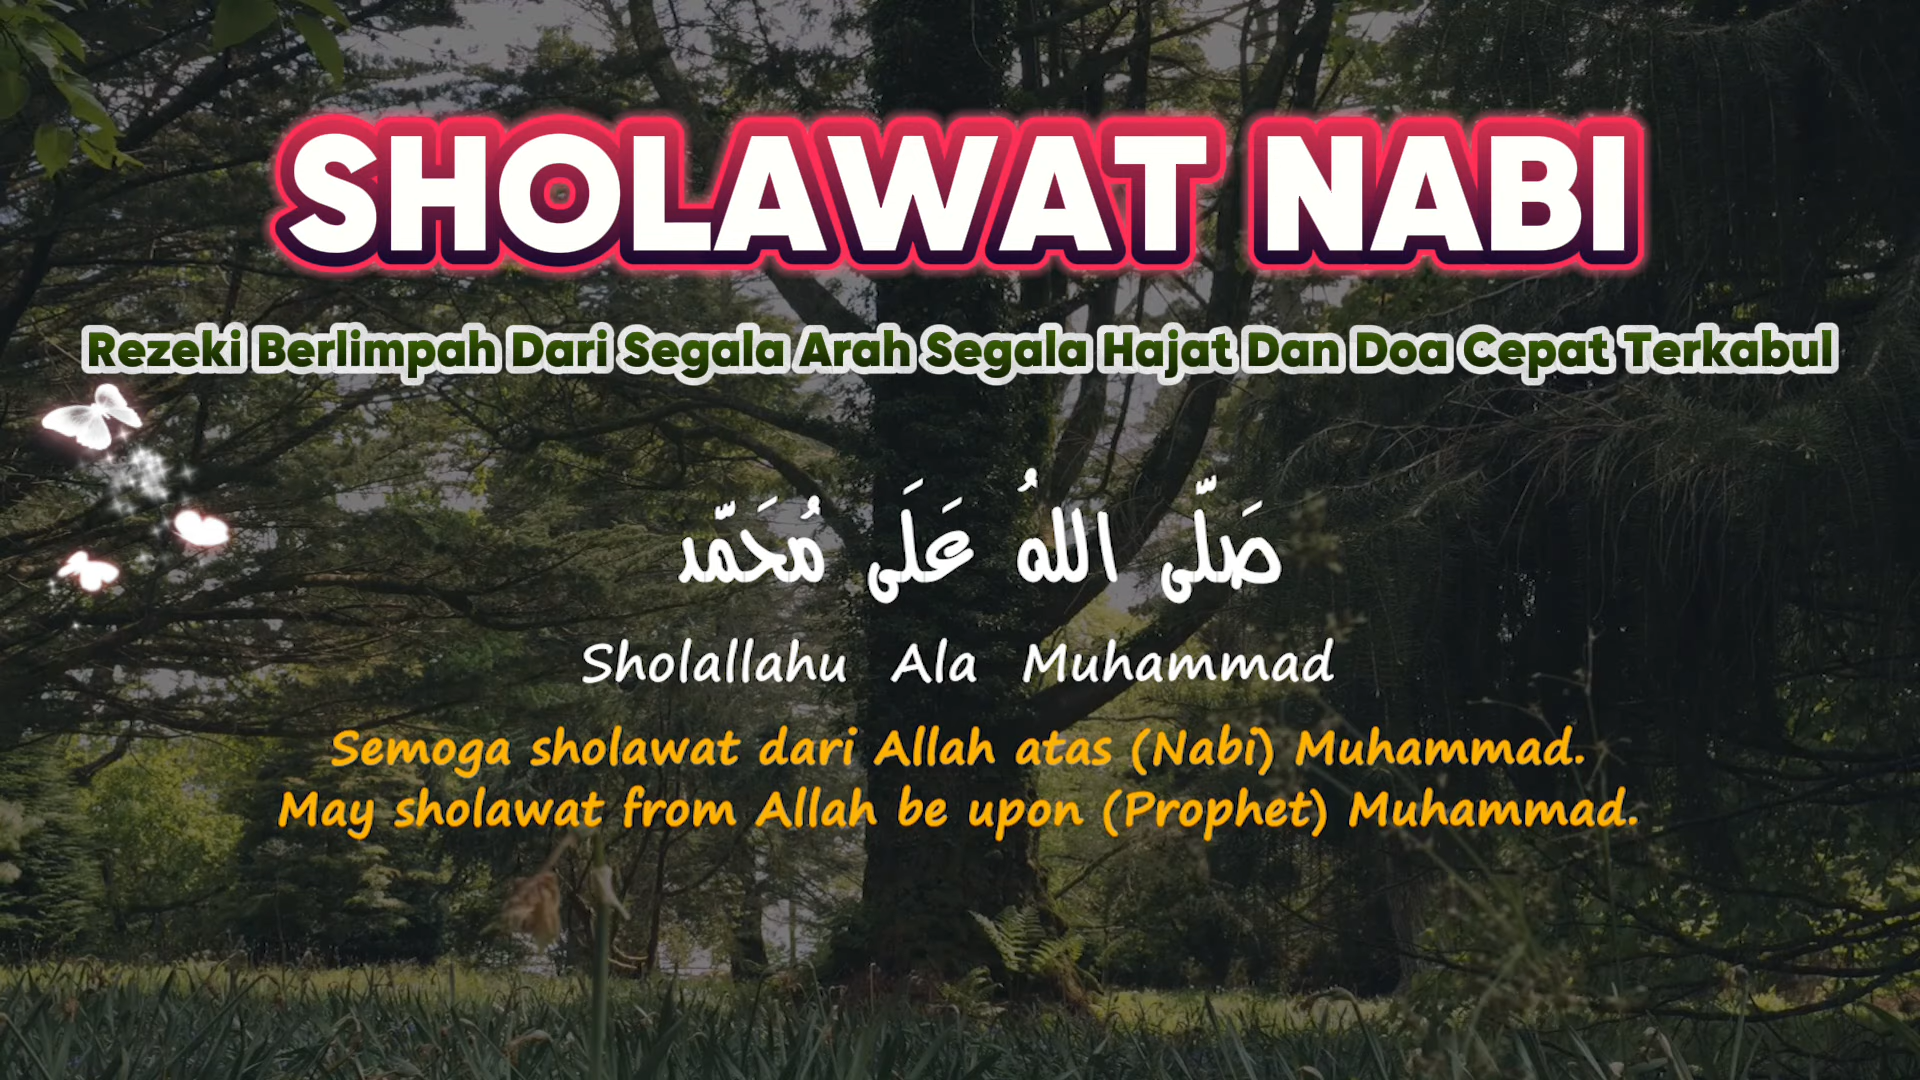 SHOLAWAT NABI
Rezeki Berlimpah Dari Segala Arah Segala Hajat Dan Doa Cepat Terkabul
صَلَّى اللهُ عَلَى مُحَمَّد
Sholallahu Ala Muhammad
Semoga sholawat dari Allah atas (Nabi) Muhammad.
May sholawat from Allah be upon (Prophet) Muhammad.